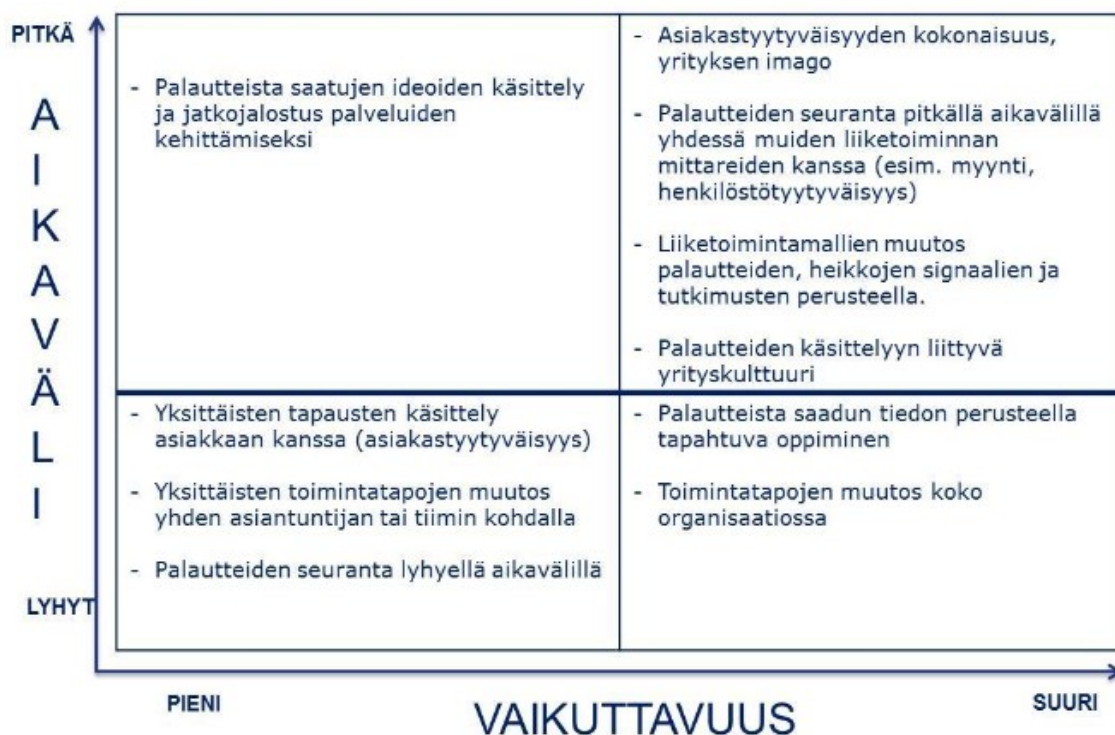 PITKÄ
AIKAVÄLI
LYHYT
- Palautteista saatujen ideoiden käsittely
ja jatkojalostus palveluiden
kehittämiseksi
- Asiakastyytyväisyyden kokonaisuus,
yrityksen imago
- Palautteiden seuranta pitkällä aikavälillä
yhdessä muiden liiketoiminnan
mittareiden kanssa (esim. myynti,
henkilöstötyytyväisyys)
- Liiketoimintamallien muutos
palautteiden, heikkojen signaalien ja
tutkimusten perusteella.
- Palautteiden käsittelyyn liittyvä
yrityskulttuuri
- Yksittäisten tapausten käsittely
asiakkaan kanssa (asiakastyytyväisyys)
- Yksittäisten toimintatapojen muutos
yhden asiantuntijan tai tiimin kohdalla
- Palautteiden seuranta lyhyellä aikavälillä
- Palautteista saadun tiedon perusteella
tapahtuva oppiminen
- Toimintatapojen muutos koko
organisaatiossa
PIENI
VAIKUTTAVUUS
SUURI